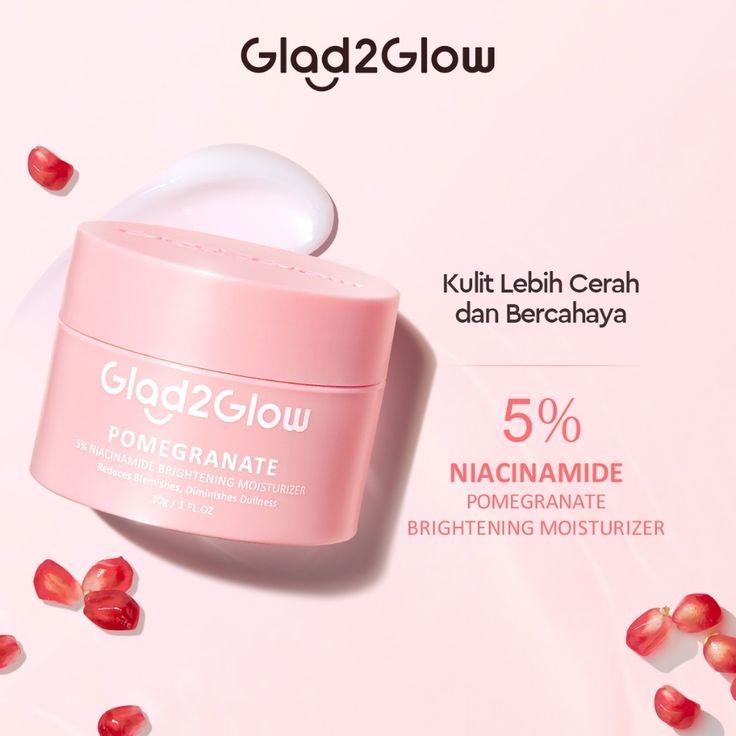 Glad2Glow
Kulit Lebih Cerah
dan Bercahaya
5%
NIACINAMIDE
POMEGRANATE
BRIGHTENING MOISTURIZER
Glad2Glow
POMEGRANATE
5% NIACINAMIDE BRIGHTENING MOISTURIZER
Reduces Blemishes, Diminishes Dullness
30g / 1 FL.OZ